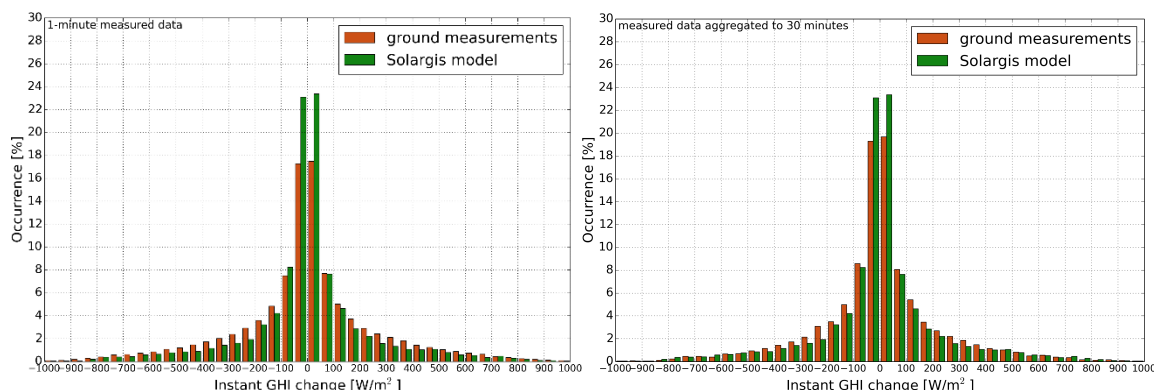 1-minute measured data
ground measurements
Solargis model
30
28
26
24
22
20
18
16
14
12
10
8
6
4
2
0
Occurrence [%]
−1000−900−800−700−600−500−400−300−200−100 0 100 200 300 400 500 600 700 800 900 1000
Instant GHI change [W/m²]
measured data aggregated to 30 minutes
ground measurements
Solargis model
30
28
26
24
22
20
18
16
14
12
10
8
6
4
2
0
Occurrence [%]
−1000−900−800−700−600−500−400−300−200−100 0 100 200 300 400 500 600 700 800 900 1000
Instant GHI change [W/m²]